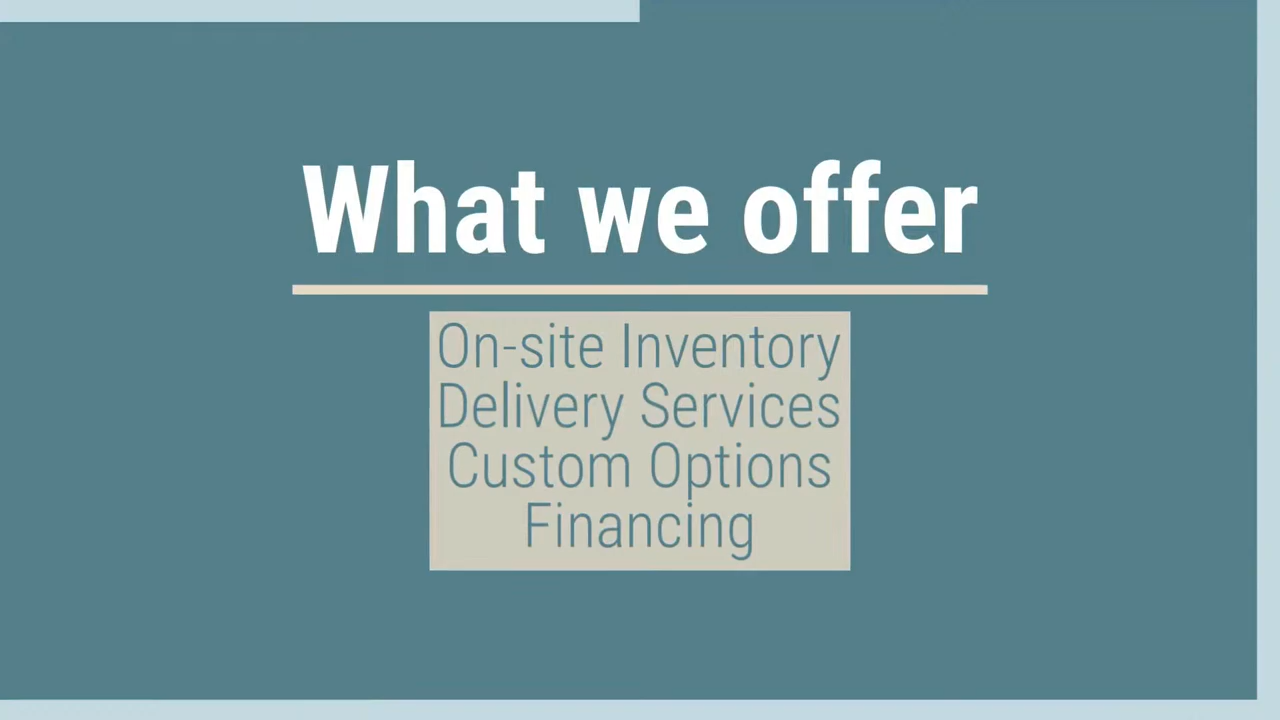 What we offer
On-site Inventory
Delivery Services
Custom Options
Financing